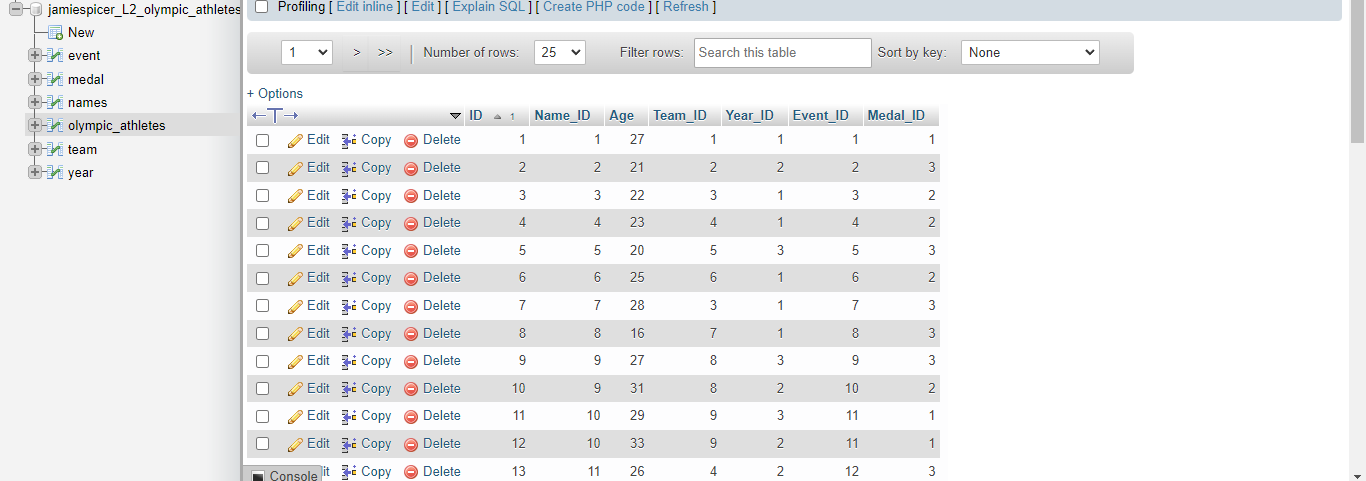 jamiespicer_L2_olympic_athletes
New
event
medal
names
olympic_athletes
team
year
Profiling [ Edit inline ] [ Edit ] [ Explain SQL ] [ Create PHP code ] [ Refresh ]
1 > >> Number of rows: 25 Filter rows: Search this table Sort by key: None
+ Options
ID 1 Name_ID Age Team_ID Year_ID Event_ID Medal_ID
Edit Copy Delete 1 1 27 1 1 1 1
Edit Copy Delete 2 2 21 2 2 2 3
Edit Copy Delete 3 3 22 3 1 3 2
Edit Copy Delete 4 4 23 4 1 4 2
Edit Copy Delete 5 5 20 5 3 5 3
Edit Copy Delete 6 6 25 6 1 6 2
Edit Copy Delete 7 7 28 3 1 7 3
Edit Copy Delete 8 8 16 7 1 8 3
Edit Copy Delete 9 9 27 8 3 9 3
Edit Copy Delete 10 9 31 8 2 10 2
Edit Copy Delete 11 10 29 9 3 11 1
Edit Copy Delete 12 10 33 9 2 11 1
it Copy Delete 13 11 26 4 2 12 3
Console